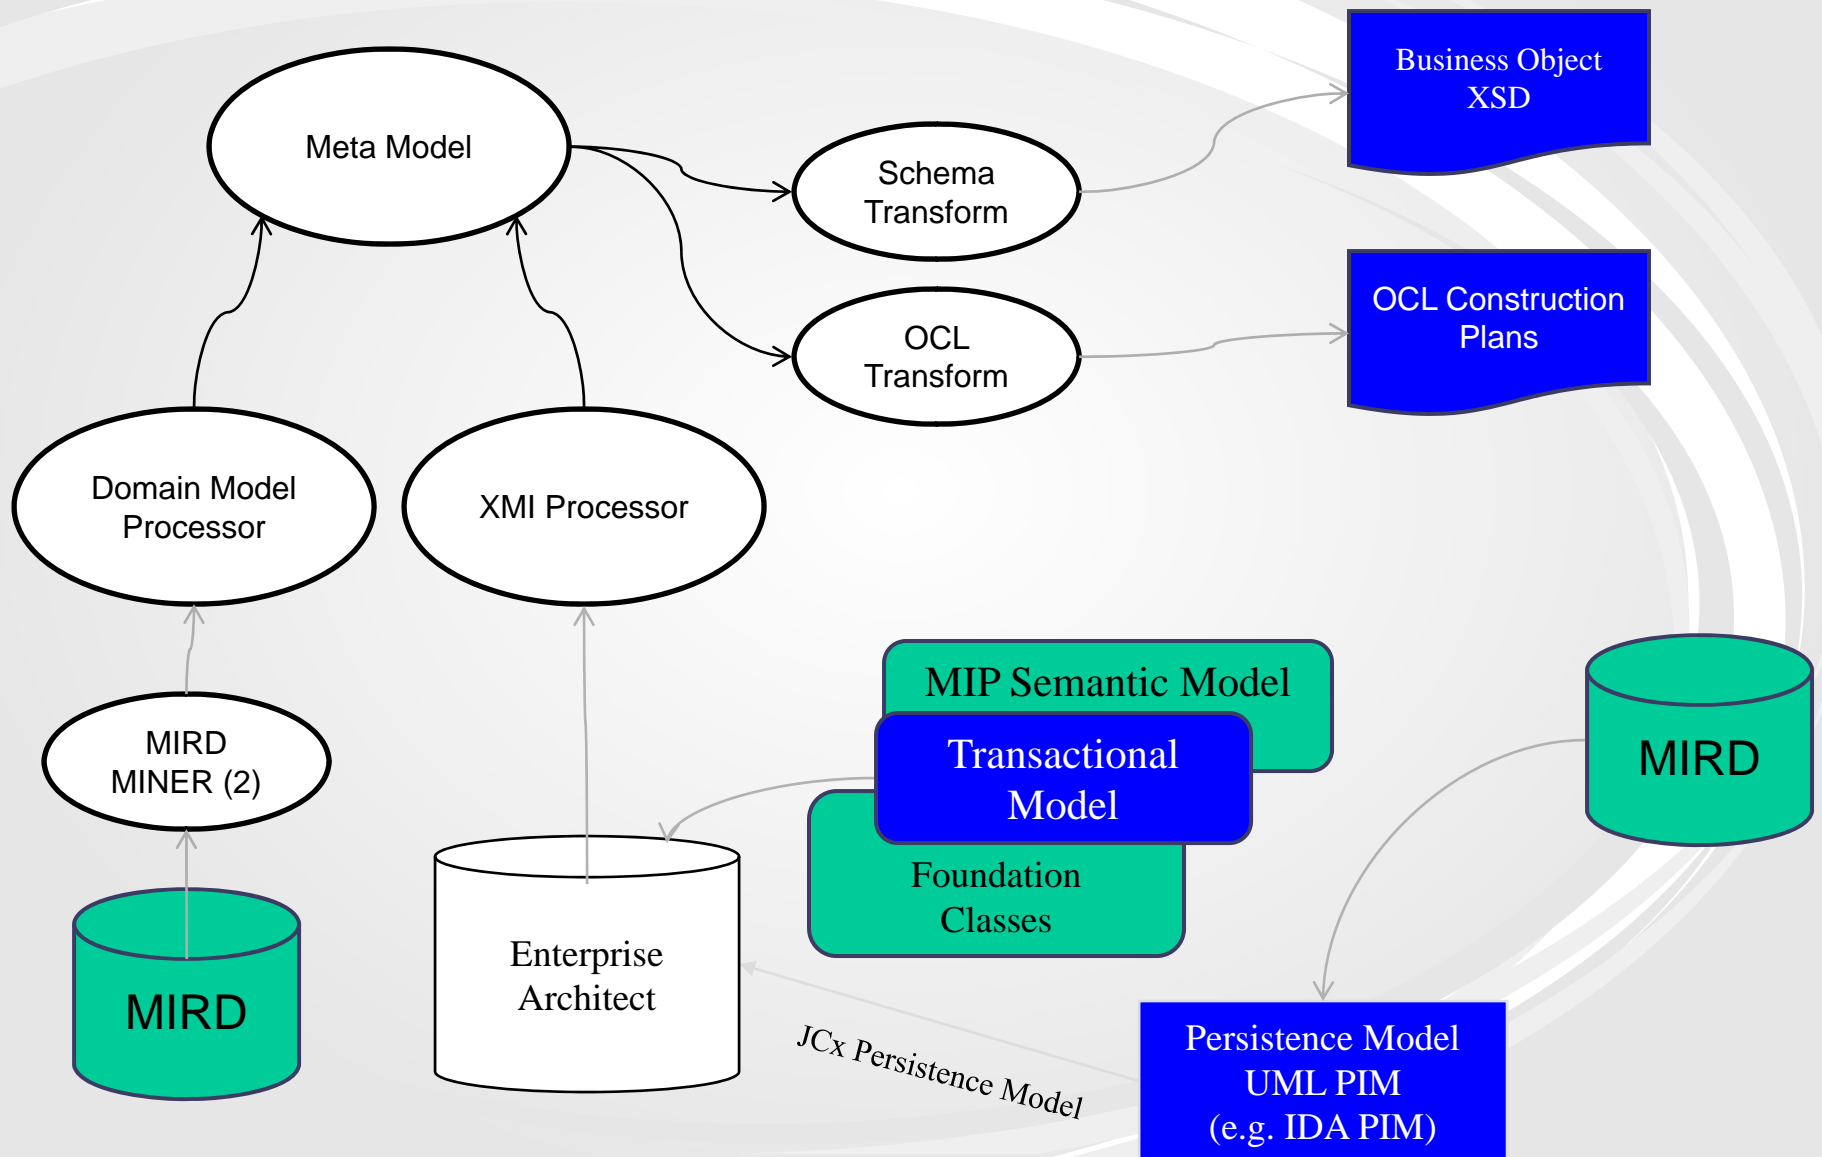 Business Object
XSD
Meta Model
Schema
Transform
OCL Construction
Plans
OCL
Transform
Domain Model
Processor
XMI Processor
MIP Semantic Model
MIRD
MINER (2)
Transactional
Model
MIRD
Foundation
Classes
Enterprise
Architect
MIRD
JCx Persistence Model
Persistence Model
UML PIM
(e.g. IDA PIM)